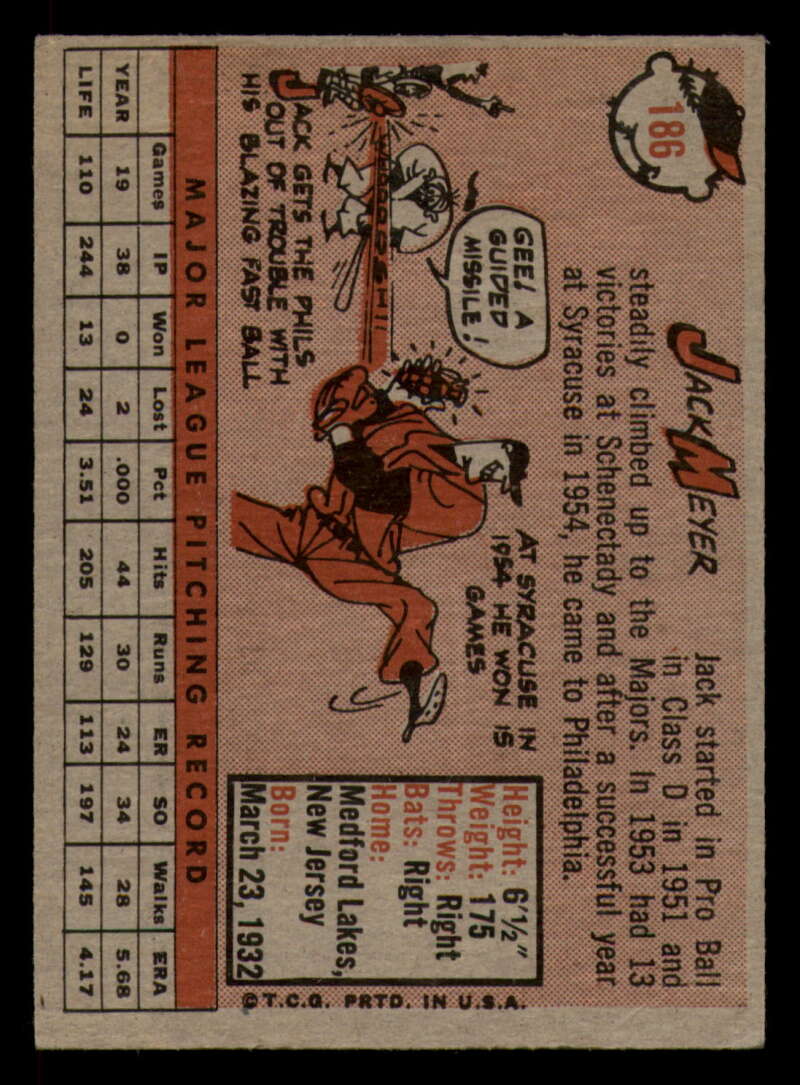 186
JACK MEYER
Jack started in Pro Ball
in Class D in 1951 and
steadily climbed up to the Majors. In 1953 had 13
victories at Schenectady and after a successful year
at Syracuse in 1954, he came to Philadelphia.
GEE! A
GUIDED
MISSILE!
JACK GETS THE PHILS
OUT OF TROUBLE WITH
HIS BLAZING FAST BALL
AT SYRACUSE IN
1954 HE WON 15
GAMES
Height: 6'½"
Weight: 175
Throws: Right
Bats: Right
Home:
Medford Lakes,
New Jersey
Born:
March 23, 1932
©T.C.G. PRTD. IN U.S.A.
MAJOR LEAGUE PITCHING RECORD
Games IP Won Lost Pct Hits Runs ER SO Walks ERA
YEAR 19 38 0 2 .000 44 30 24 34 28 5.68
LIFE 110 244 13 24 3.51 205 129 113 197 145 4.17